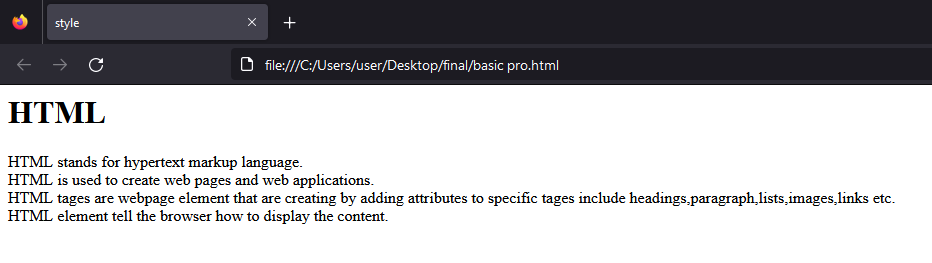 style
file:///C:/Users/user/Desktop/final/basic pro.html
HTML
HTML stands for hypertext markup language.
HTML is used to create web pages and web applications.
HTML tages are webpage element that are creating by adding attributes to specific tages include headings,paragraph,lists,images,links etc.
HTML element tell the browser how to display the content.